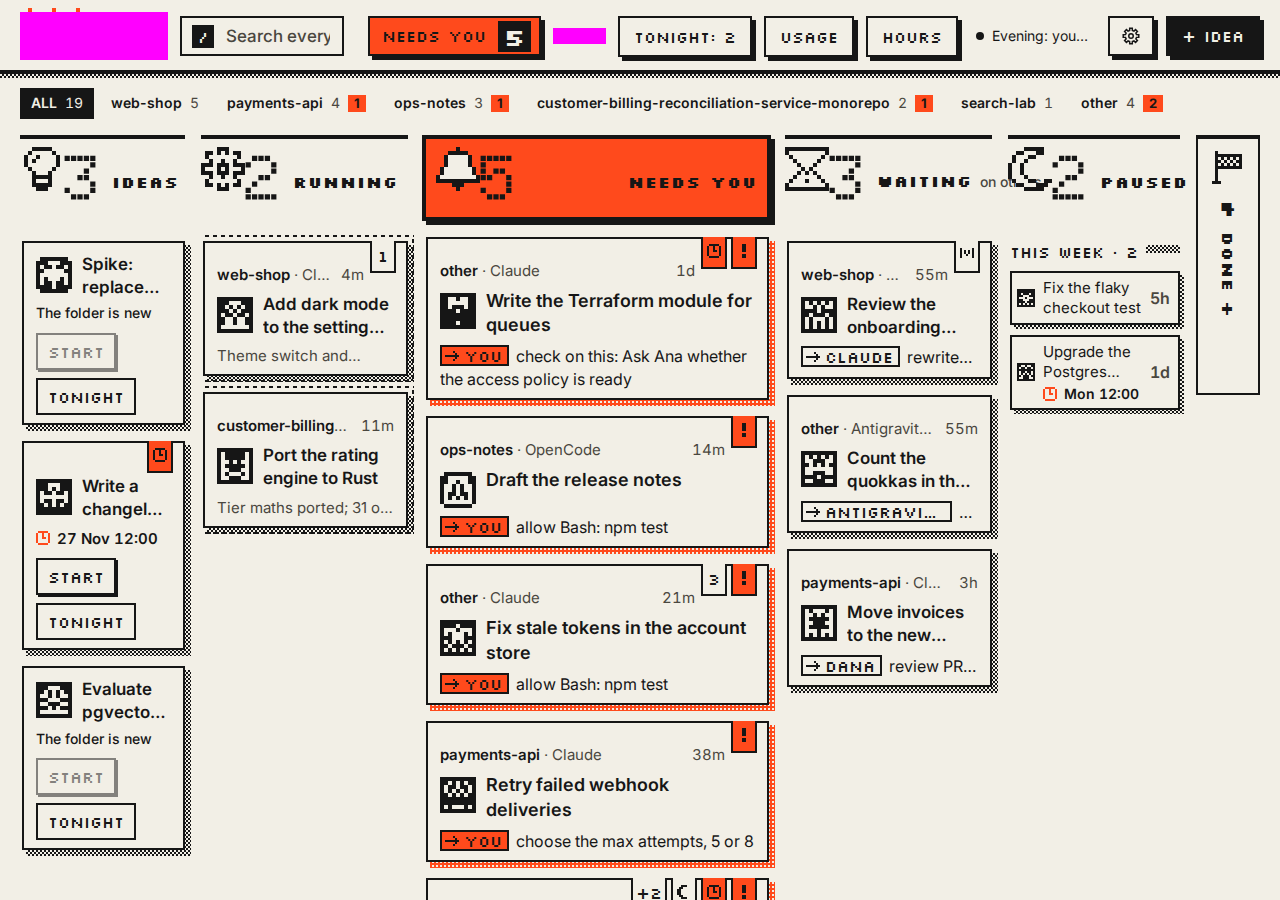 / Search every
NEEDS YOU 5
TONIGHT: 2
USAGE
HOURS
Evening: you...
+ IDEA
ALL 19
web-shop 5
payments-api 4 1
ops-notes 3 1
customer-billing-reconciliation-service-monorepo 2 1
search-lab 1
other 4 2
3 IDEAS
Spike:
replace...
The folder is new
START
TONIGHT
Write a
changel...
27 Nov 12:00
START
TONIGHT
Evaluate
pgvecto...
The folder is new
START
TONIGHT
2 RUNNING
1
web-shop · Cl... 4m
Add dark mode
to the setting...
Theme switch and...
customer-billing... 11m
Port the rating
engine to Rust
Tier maths ported; 31 o...
5 NEEDS YOU
!
other · Claude 1d
Write the Terraform module for
queues
→ YOU check on this: Ask Ana whether
the access policy is ready
!
ops-notes · OpenCode 14m
Draft the release notes
→ YOU allow Bash: npm test
3 !
other · Claude 21m
Fix stale tokens in the account
store
→ YOU allow Bash: npm test
!
payments-api · Claude 38m
Retry failed webhook
deliveries
→ YOU choose the max attempts, 5 or 8
+2 !
3 WAITING
web-shop · ... 55m
Review the
onboarding...
→ CLAUDE rewrite...
other · Antigravit... 55m
Count the
quokkas in th...
→ ANTIGRAVI... ...
payments-api · Cl... 3h
Move invoices
to the new...
→ DANA review PR...
2 PAUSED
THIS WEEK · 2
Fix the flaky
checkout test 5h
Upgrade the
Postgres... 1d
Mon 12:00
4 DONE +